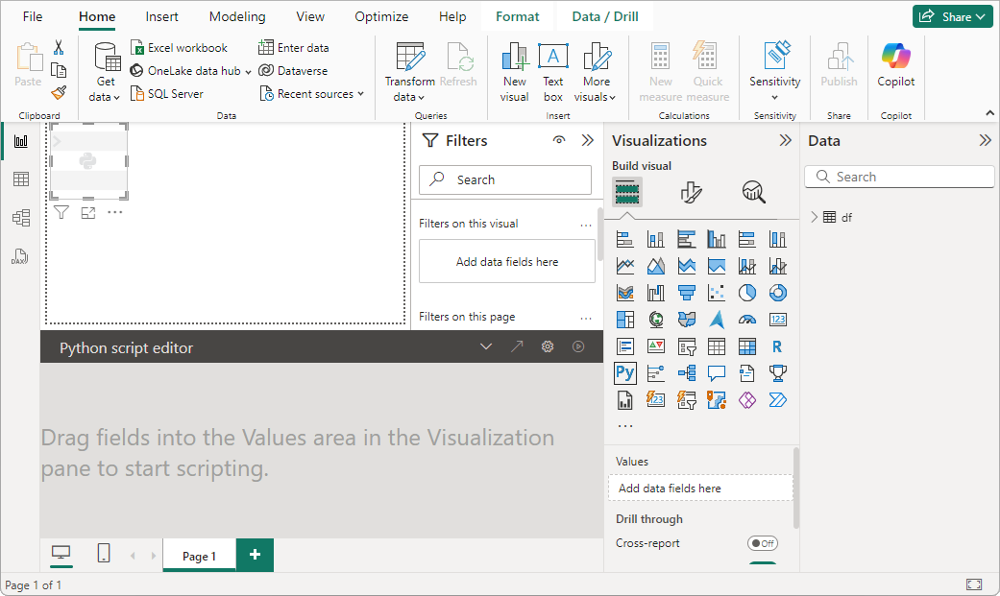 File Home Insert Modeling View Optimize Help Format Data / Drill Share
Paste
Clipboard
Get data
Excel workbook
OneLake data hub
SQL Server
Enter data
Dataverse
Recent sources
Data
Transform data
Refresh
Queries
New visual
Text box
More visuals
Insert
New measure
Quick measure
Calculations
Sensitivity
Sensitivity
Publish
Share
Copilot
Copilot
DAX
Filters
Search
Filters on this visual
Add data fields here
Filters on this page
Python script editor
Drag fields into the Values area in the Visualization
pane to start scripting.
Visualizations
Build visual
123
R
Py
123
Values
Add data fields here
Drill through
Cross-report
Off
Data
Search
df
Page 1
Page 1 of 1